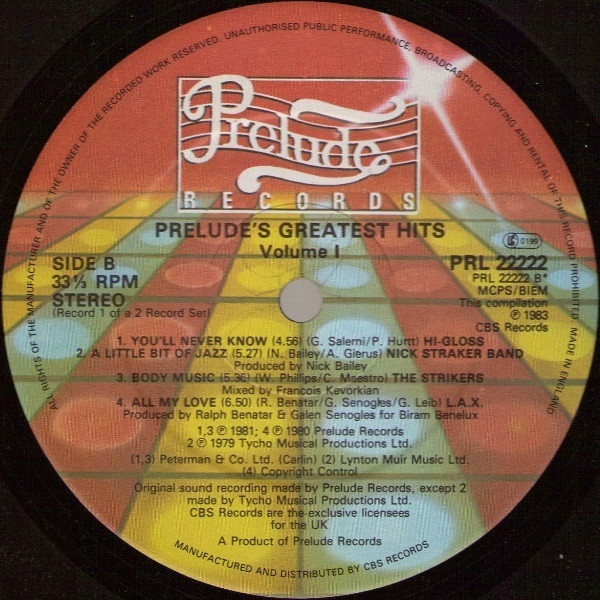 ALL RIGHTS OF THE MANUFACTURER AND OF THE OWNER OF THE RECORDED WORK RESERVED. UNAUTHORISED PUBLIC PERFORMANCE, BROADCASTING, COPYING AND RENTAL OF THIS RECORD PROHIBITED. MADE IN ENGLAND
Prelude
RECORDS
PRELUDE'S GREATEST HITS
Volume I
0199
SIDE B
33⅓ RPM
STEREO
(Record 1 of a 2 Record Set)
PRL 22222
PRL 22222 B*
MCPS/BIEM
This compilation
℗ 1983
CBS Records
1. YOU'LL NEVER KNOW (4.56) (G. Salerni/P. Hurtt) HI-GLOSS
2. A LITTLE BIT OF JAZZ (5.27) (N. Bailey/A. Gierus) NICK STRAKER BAND
Produced by Nick Bailey
3. BODY MUSIC (5.36) (W. Phillips/C. Msestro) THE STRIKERS
Mixed by Francois Kevorkian
4. ALL MY LOVE (6.50) (R. Benatar/G. Senogles/G. Leib) L.A.X.
Produced by Ralph Benatar & Galen Senogles for Biram Benelux
1,3 ℗ 1981; 4 ℗ 1980 Prelude Records
2 ℗ 1979 Tycho Musical Productions Ltd.
(1,3) Peterman & Co. Ltd. (Carlin) (2) Lynton Muir Music Ltd.
(4) Copyright Control
Original sound recording made by Prelude Records, except 2
made by Tycho Musical Productions Ltd.
CBS Records are the exclusive licensees
for the UK
A Product of Prelude Records
MANUFACTURED AND DISTRIBUTED BY CBS RECORDS